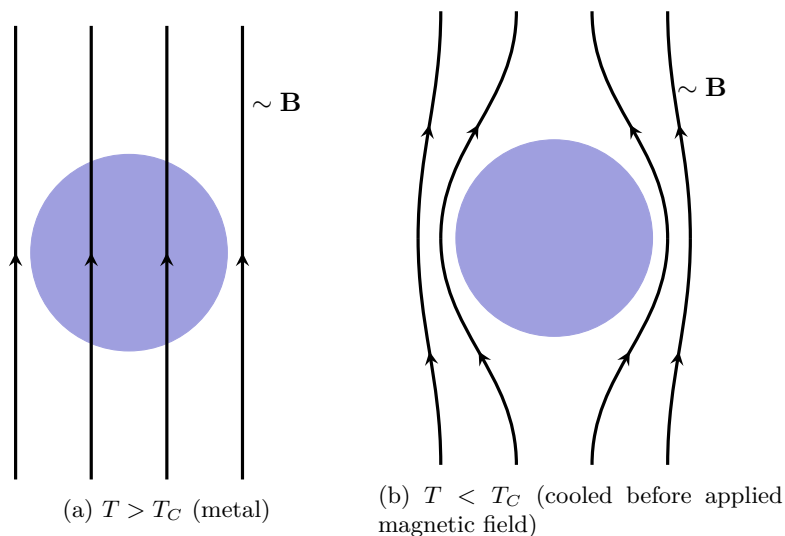 ∼ B
∼ B
(a) T > T_C (metal)
(b) T < T_C (cooled before applied
magnetic field)